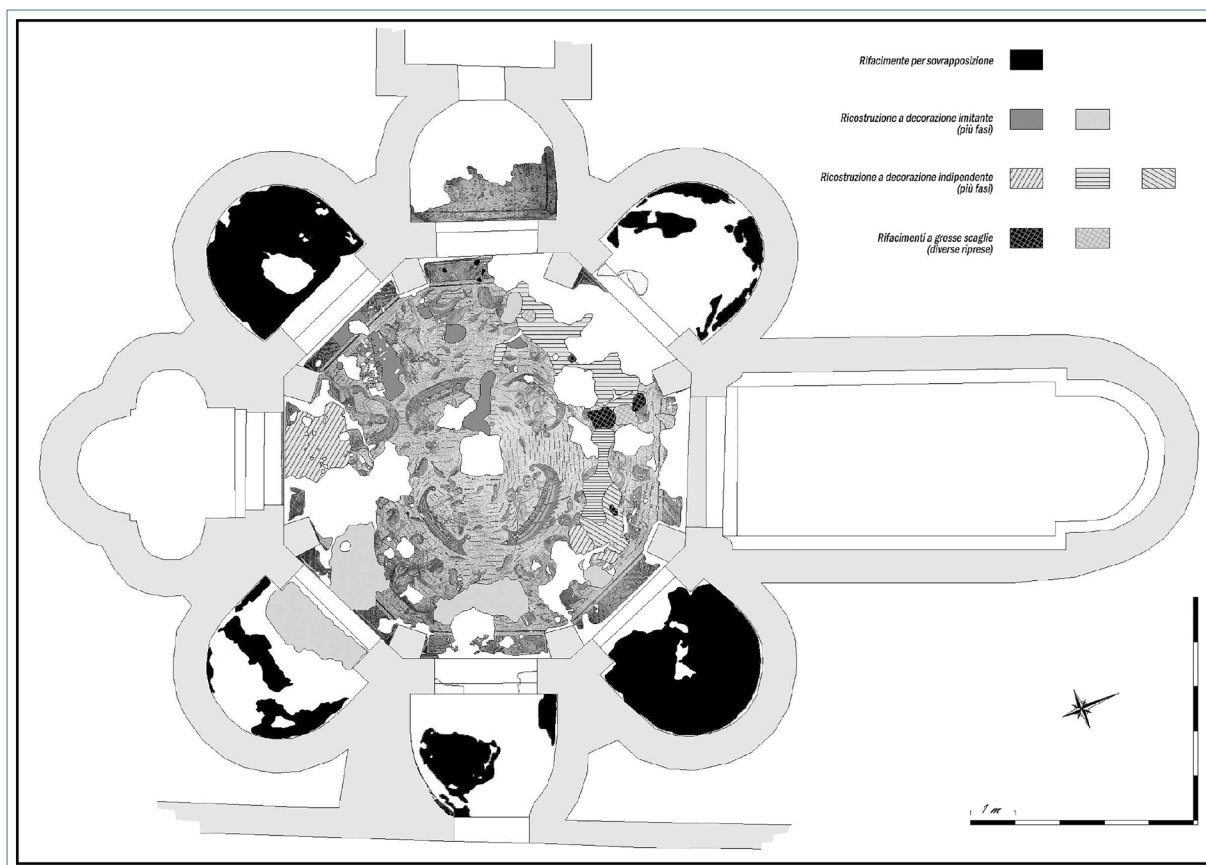 Rifacimente per sovrapposizione
Ricostruzione a decorazione imitante
(più fasi)
Ricostruzione a decorazione indipendente
(più fasi)
Rifacimenti a grosse scaglie
(diverse riprese)
1 m